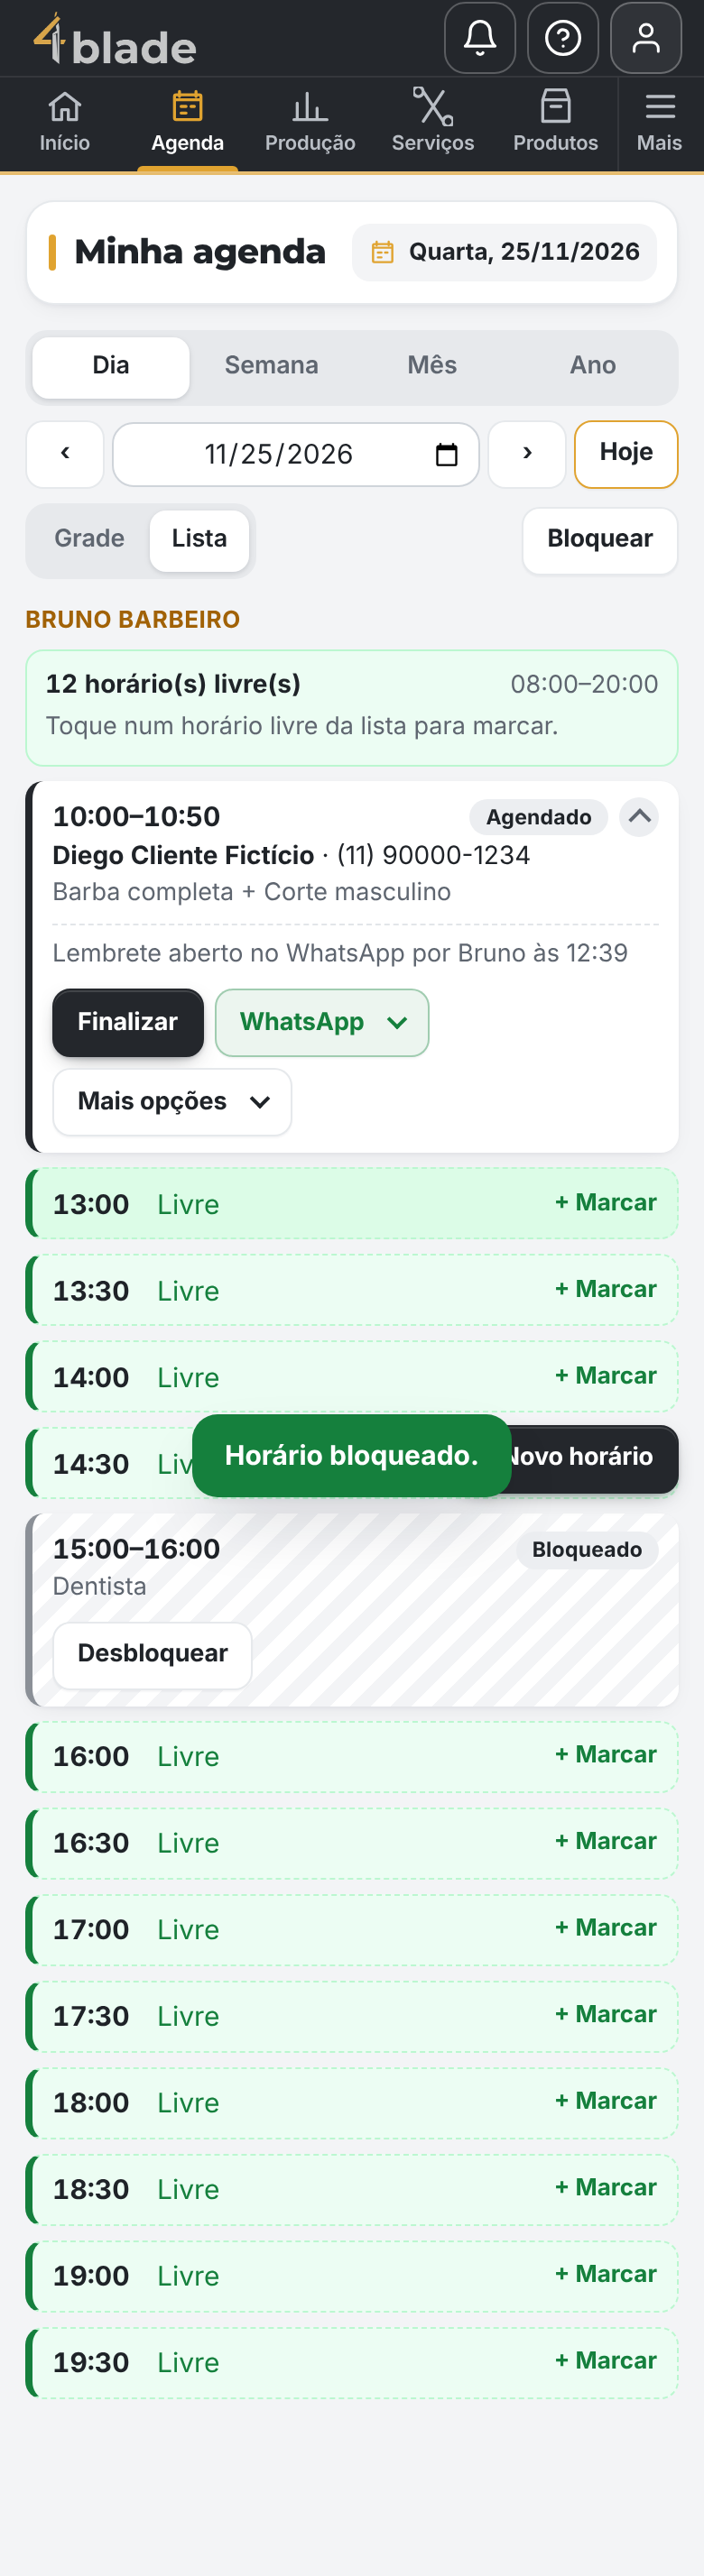 4blade
Início Agenda Produção Serviços Produtos Mais
Minha agenda Quarta, 25/11/2026
Dia Semana Mês Ano
‹ 11/25/2026 › Hoje
Grade Lista Bloquear
BRUNO BARBEIRO
12 horário(s) livre(s) 08:00–20:00
Toque num horário livre da lista para marcar.
10:00–10:50 Agendado
Diego Cliente Fictício · (11) 90000-1234
Barba completa + Corte masculino
Lembrete aberto no WhatsApp por Bruno às 12:39
Finalizar WhatsApp
Mais opções
13:00 Livre + Marcar
13:30 Livre + Marcar
14:00 Livre + Marcar
14:30 Horário bloqueado. Novo horário
15:00–16:00 Bloqueado
Dentista
Desbloquear
16:00 Livre + Marcar
16:30 Livre + Marcar
17:00 Livre + Marcar
17:30 Livre + Marcar
18:00 Livre + Marcar
18:30 Livre + Marcar
19:00 Livre + Marcar
19:30 Livre + Marcar